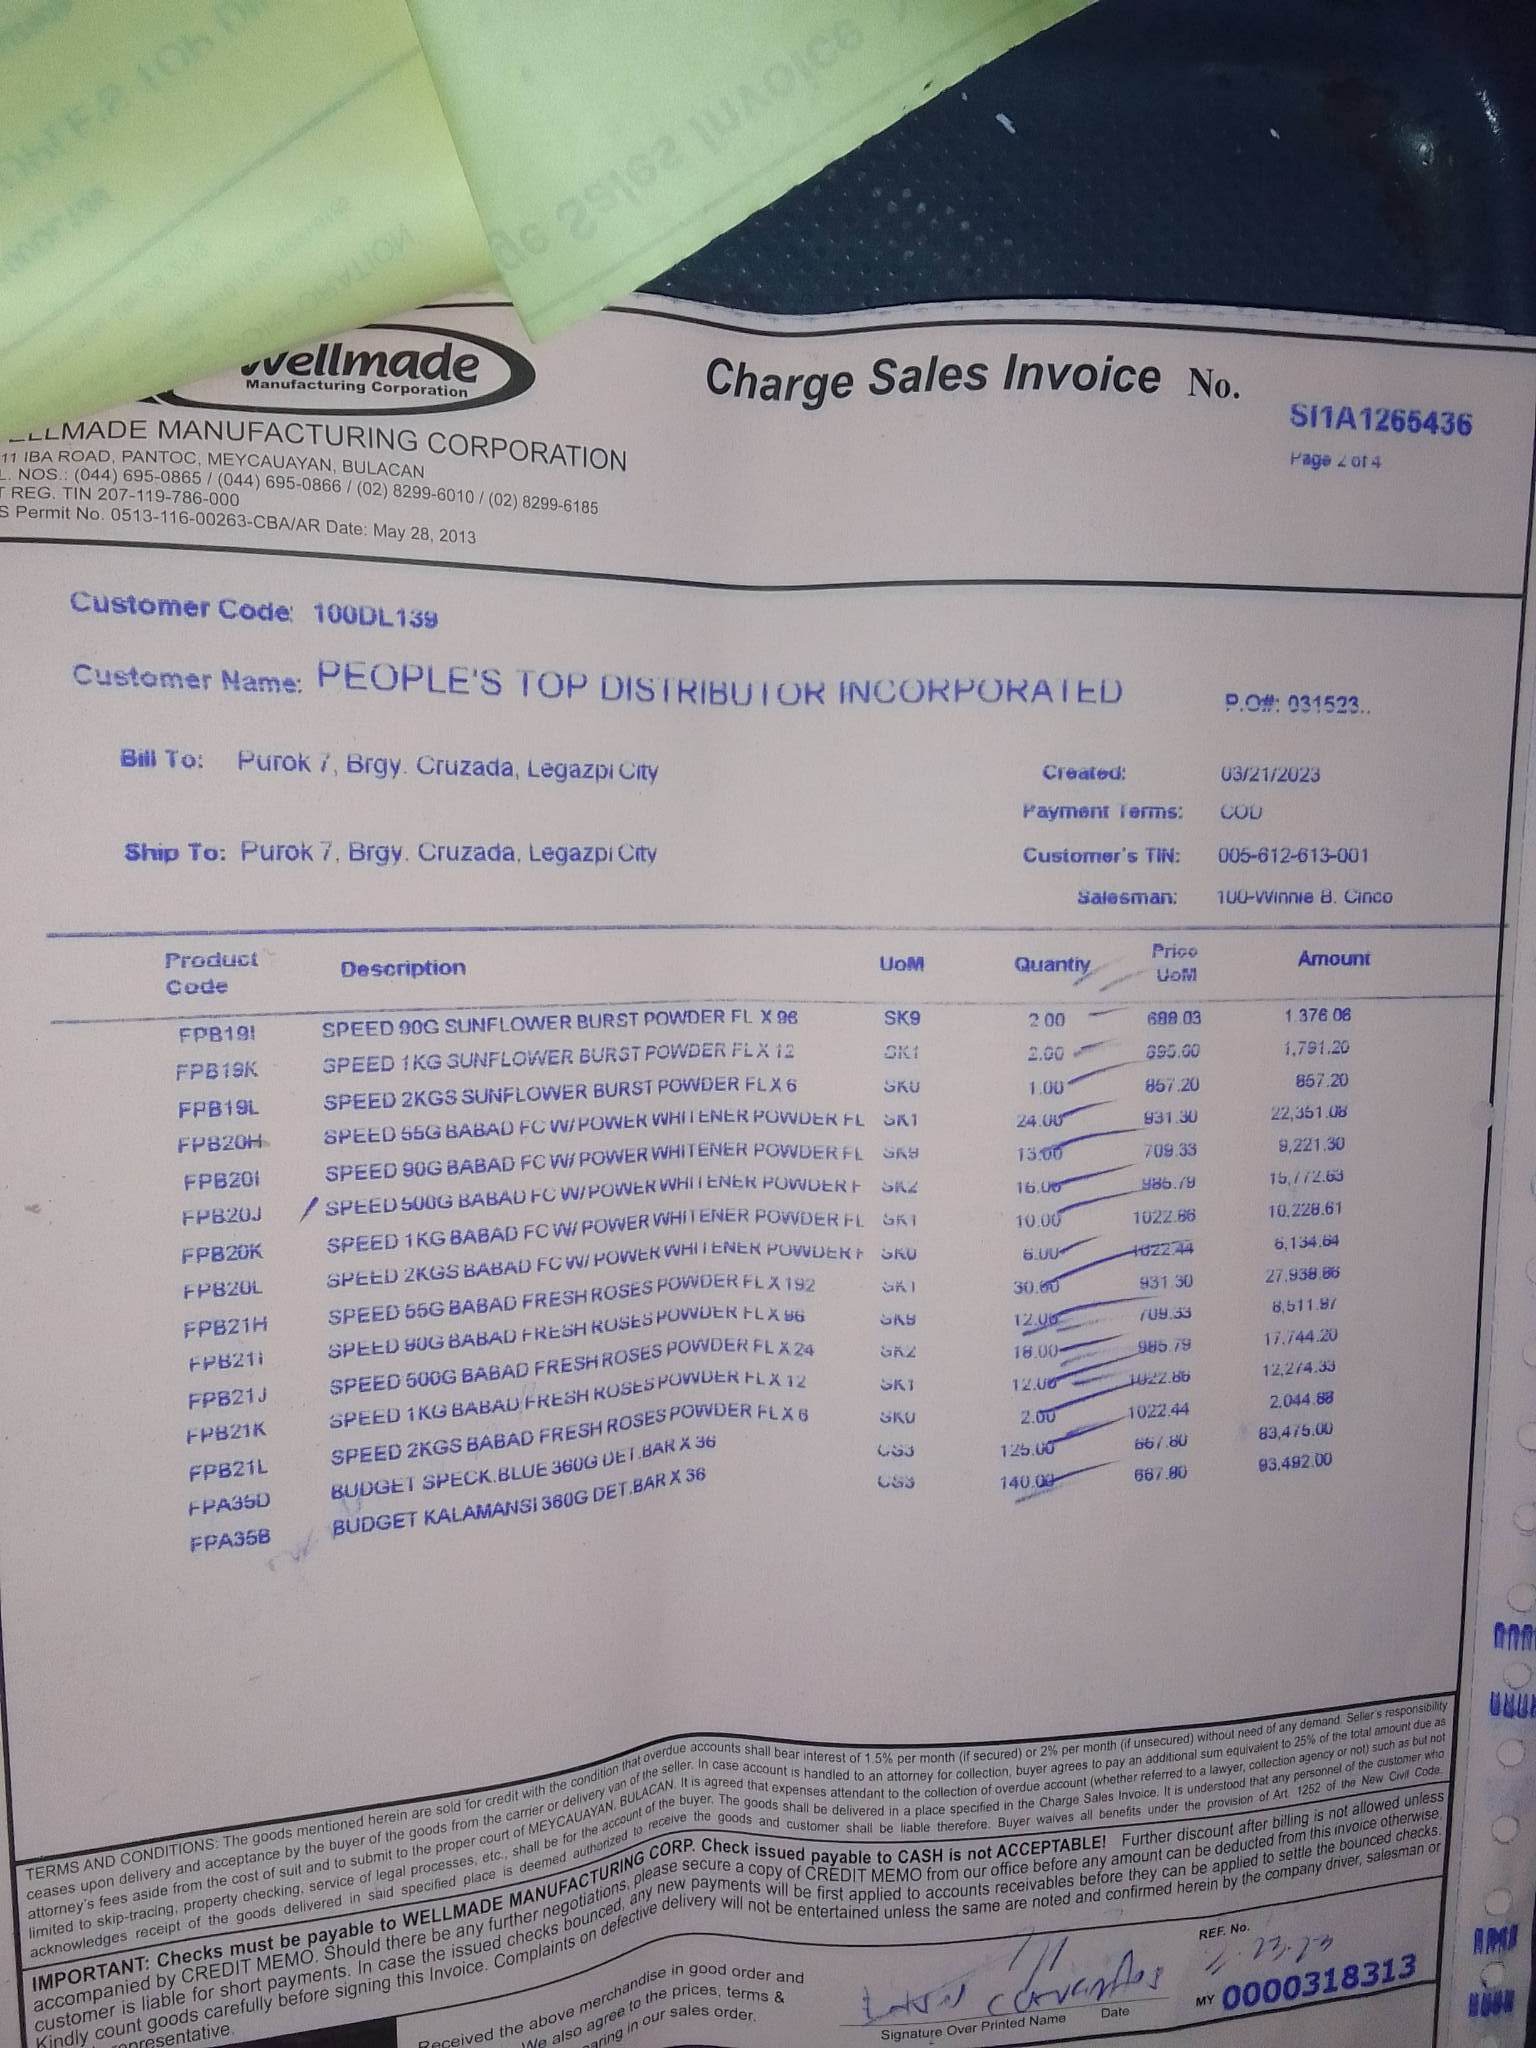 Sales Invoice
Wellmade
Manufacturing Corporation
Charge Sales Invoice No.
SI1A1265436
Page 2 of 4
WELLMADE MANUFACTURING CORPORATION
11 IBA ROAD, PANTOC, MEYCAUAYAN, BULACAN
L. NOS.: (044) 695-0865 / (044) 695-0866 / (02) 8299-6010 / (02) 8299-6185
T REG. TIN 207-119-786-000
S Permit No. 0513-116-00263-CBA/AR Date: May 28, 2013
Customer Code: 100DL139
Customer Name: PEOPLE'S TOP DISTRIBUTOR INCORPORATED
P.O#: 031523..
Bill To: Purok 7, Brgy. Cruzada, Legazpi City
Created: 03/21/2023
Payment Terms: COD
Ship To: Purok 7, Brgy. Cruzada, Legazpi City
Customer's TIN: 005-612-613-001
Salesman: 100-Winnie B. Cinco
Product Code Description UoM Quantiy Price UoM Amount
FPB19I SPEED 90G SUNFLOWER BURST POWDER FL X 96 SK9 2.00 688.03 1,376.06
FPB19K SPEED 1KG SUNFLOWER BURST POWDER FL X 12 SK1 2.00 895.60 1,791.20
FPB19L SPEED 2KGS SUNFLOWER BURST POWDER FL X 6 SK0 1.00 857.20 857.20
FPB20H SPEED 55G BABAD FC W/ POWER WHITENER POWDER FL SK1 24.00 931.30 22,351.08
FPB20I SPEED 90G BABAD FC W/ POWER WHITENER POWDER FL SK9 13.00 709.33 9,221.30
FPB20J SPEED 500G BABAD FC W/ POWER WHITENER POWDER F SK2 16.00 985.79 15,772.63
FPB20K SPEED 1KG BABAD FC W/ POWER WHITENER POWDER FL SK1 10.00 1022.86 10,228.61
FPB20L SPEED 2KGS BABAD FC W/ POWER WHITENER POWDER F SK0 6.00 1022.44 6,134.64
FPB21H SPEED 55G BABAD FRESH ROSES POWDER FL X 192 SK1 30.00 931.30 27,938.86
FPB21I SPEED 90G BABAD FRESH ROSES POWDER FL X 96 SK9 12.00 709.33 8,511.97
FPB21J SPEED 500G BABAD FRESH ROSES POWDER FL X 24 SK2 18.00 985.79 17,744.20
FPB21K SPEED 1KG BABAD FRESH ROSES POWDER FL X 12 SK1 12.00 1022.86 12,274.33
FPB21L SPEED 2KGS BABAD FRESH ROSES POWDER FL X 6 SK0 2.00 1022.44 2,044.88
FPA35D BUDGET SPECK.BLUE 360G DET.BAR X 36 CS3 125.00 667.80 83,475.00
FPA35B BUDGET KALAMANSI 360G DET.BAR X 36 CS3 140.00 667.80 93,492.00
TERMS AND CONDITIONS: The goods mentioned herein are sold for credit with the condition that overdue accounts shall bear interest of 1.5% per month (if secured) or 2% per month (if unsecured) without need of any demand. Seller's responsibility
ceases upon delivery and acceptance by the buyer of the goods from the carrier or delivery van of the seller. In case account is handled to an attorney for collection, buyer agrees to pay an additional sum equivalent to 25% of the total amount due as
attorney's fees aside from the cost of suit and to submit to the proper court of MEYCAUAYAN, BULACAN. It is agreed that expenses attendant to the collection of overdue account (whether referred to a lawyer, collection agency or not) such as but not
limited to skip-tracing, property checking, service of legal processes, etc., shall be for the account of the buyer. The goods shall be delivered in a place specified in the Charge Sales Invoice. It is understood that any personnel of the customer who
acknowledges receipt of the goods delivered in said specified place is deemed authorized to receive the goods and customer shall be liable therefore. Buyer waives all benefits under the provision of Art. 1252 of the New Civil Code.
IMPORTANT: Checks must be payable to WELLMADE MANUFACTURING CORP. Check issued payable to CASH is not ACCEPTABLE! Further discount after billing is not allowed unless
accompanied by CREDIT MEMO. Should there be any further negotiations, please secure a copy of CREDIT MEMO from our office before any amount can be deducted from this invoice otherwise,
customer is liable for short payments. In case the issued checks bounced, any new payments will be first applied to accounts receivables before they can be applied to settle the bounced checks.
Kindly count goods carefully before signing this Invoice. Complaints on defective delivery will not be entertained unless the same are noted and confirmed herein by the company driver, salesman or
representative.
Received the above merchandise in good order and
We also agree to the prices, terms &
aring in our sales order.
Signature Over Printed Name Date
REF. No.
MY 0000318313